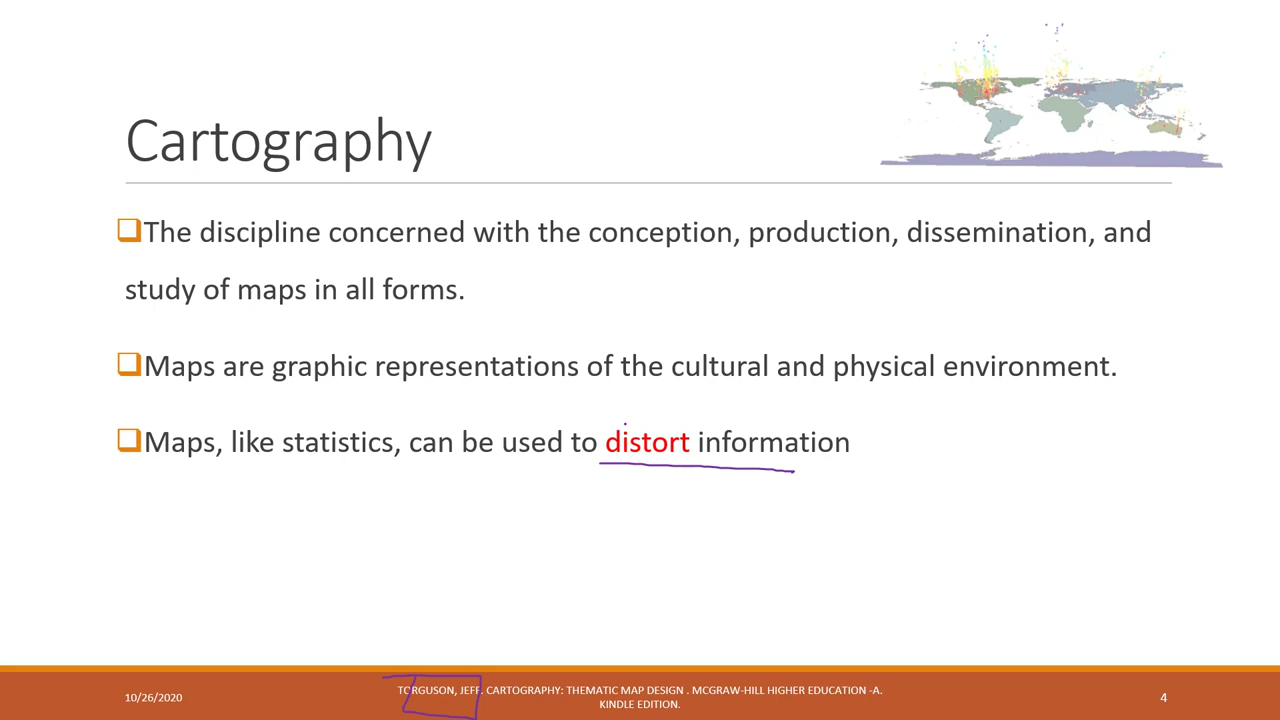 Cartography
The discipline concerned with the conception, production, dissemination, and
study of maps in all forms.
Maps are graphic representations of the cultural and physical environment.
Maps, like statistics, can be used to distort information
10/26/2020
TORGUSON, JEFF. CARTOGRAPHY: THEMATIC MAP DESIGN . MCGRAW-HILL HIGHER EDUCATION -A.
KINDLE EDITION.
4